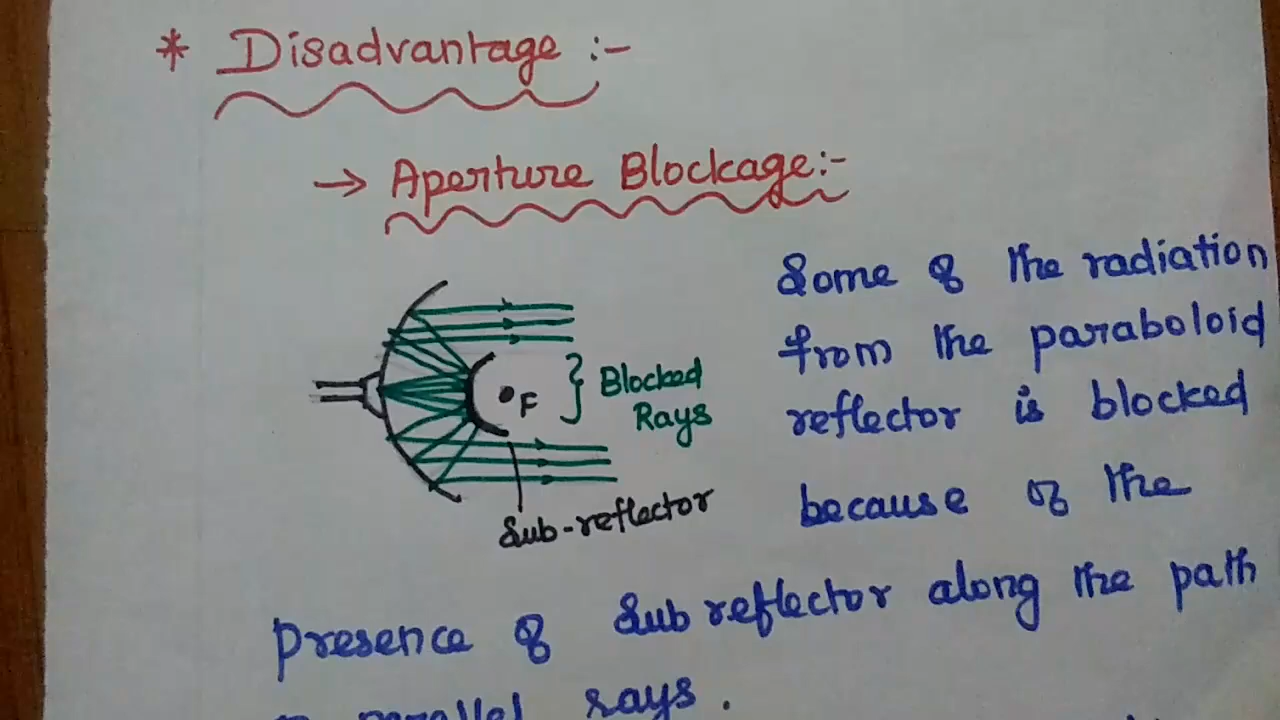 * Disadvantage :-
→ Aperture Blockage:-
Some of the radiation
from the paraboloid
reflector is blocked
because of the
presence of Sub reflector along the path
parallel rays.
F
Blocked
Rays
Sub-reflector